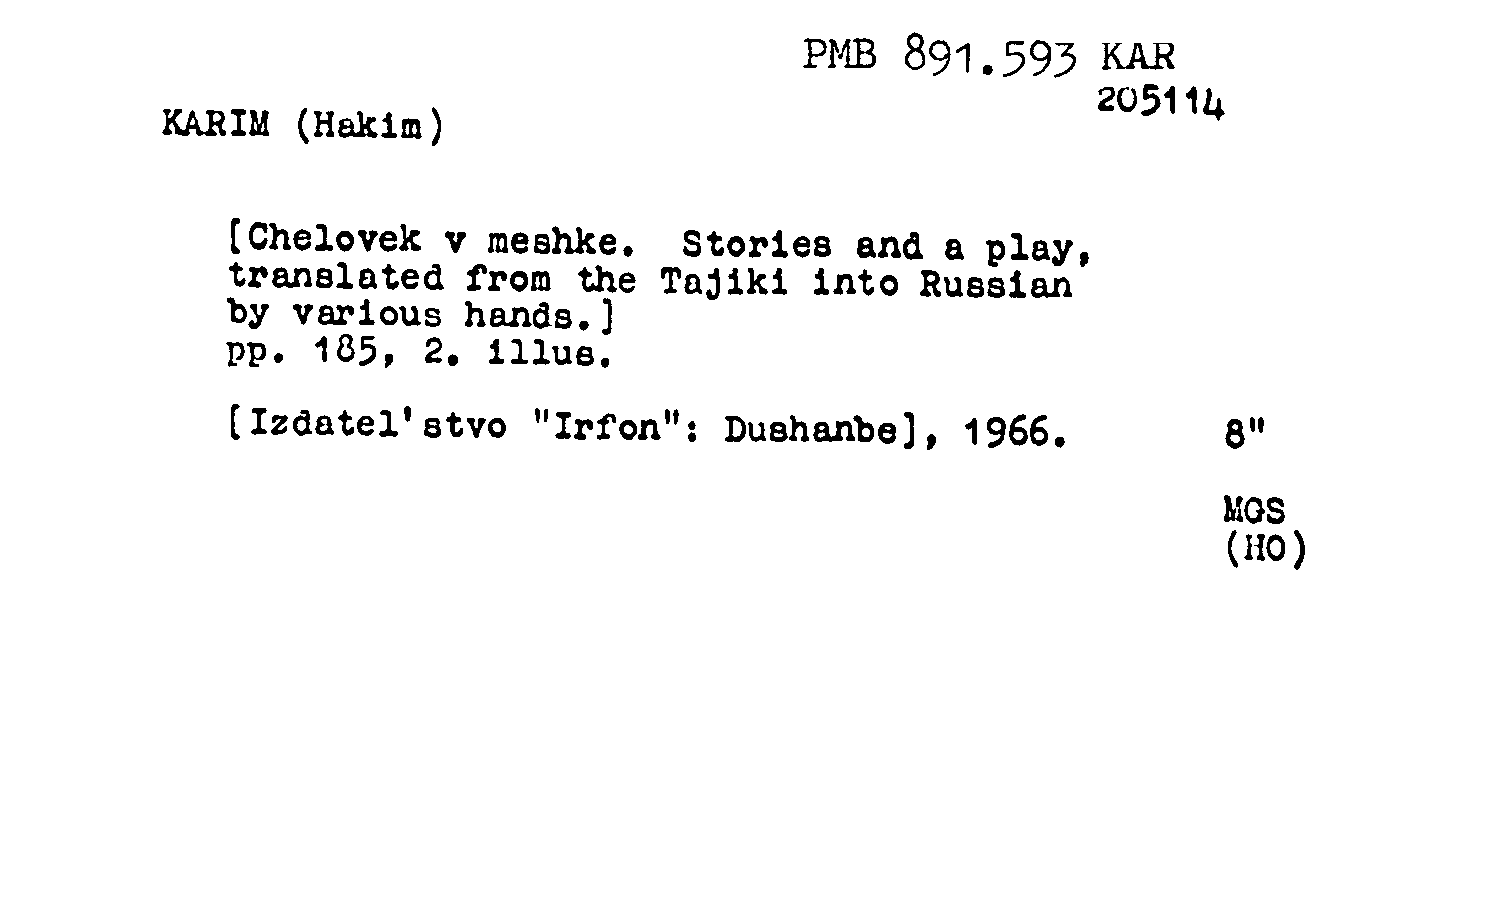 PMB 891.593 KAR
205114
KARIM (Hakim)
[Chelovek v meshke. Stories and a play,
translated from the Tajiki into Russian
by various hands.]
pp. 185, 2. illus.
[Izdatel'stvo "Irfon": Dushanbe], 1966. 8"
MGS
(HO)